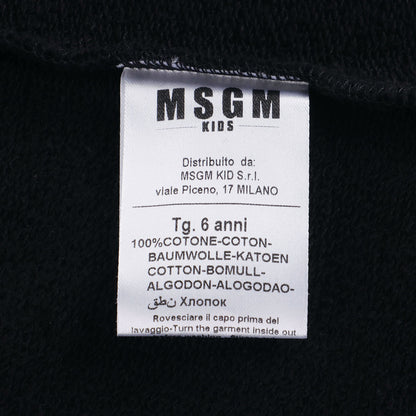 MSGM
KIDS
Distribuito da:
MSGM KID S.r.l.
viale Piceno, 17 MILANO
Tg. 6 anni
100%COTONE-COTON-
BAUMWOLLE-KATOEN
COTTON-BOMULL-
ALGODON-ALOGODAO-
نطق Хлопок
Rovesciare il capo prima del
lavaggio-Turn the garment inside out